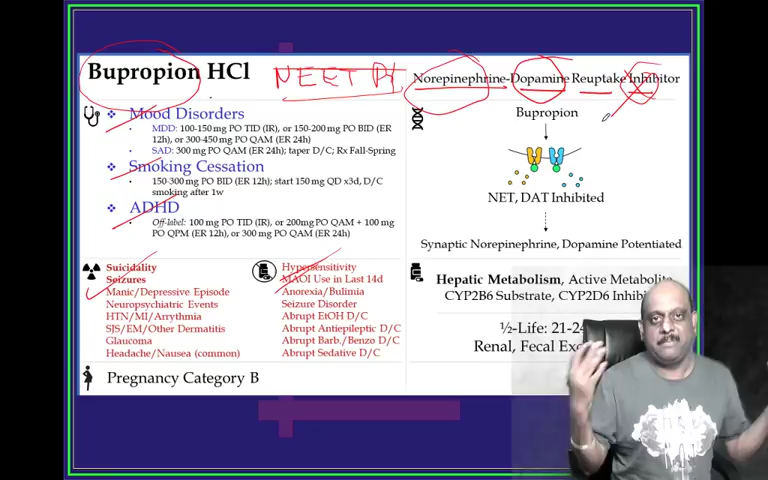 Bupropion HCl
NEET
Norepinephrine-Dopamine Reuptake Inhibitor
Mood Disorders
MDD: 100-150 mg PO TID (IR), or 150-200 mg PO BID (ER
12h), or 300-450 mg PO QAM (ER 24h)
SAD: 300 mg PO QAM (ER 24h); taper D/C; Rx Fall-Spring
Smoking Cessation
150-300 mg PO BID (ER 12h); start 150 mg QD x3d, D/C
smoking after 1w
ADHD
Off-label: 100 mg PO TID (IR), or 200mg PO QAM + 100 mg
PO QPM (ER 12h), or 300 mg PO QAM (ER 24h)
Suicidality
Seizures
Manic/Depressive Episode
Neuropsychiatric Events
HTN/MI/Arrythmia
SJS/EM/Other Dermatitis
Glaucoma
Headache/Nausea (common)
Hypersensitivity
MAOI Use in Last 14d
Anorexia/Bulimia
Seizure Disorder
Abrupt EtOH D/C
Abrupt Antiepileptic D/C
Abrupt Barb./Benzo D/C
Abrupt Sedative D/C
Pregnancy Category B
Bupropion
NET, DAT Inhibited
Synaptic Norepinephrine, Dopamine Potentiated
Hepatic Metabolism, Active Metabolite
CYP2B6 Substrate, CYP2D6 Inhib
½-Life: 21-24
Renal, Fecal Ex